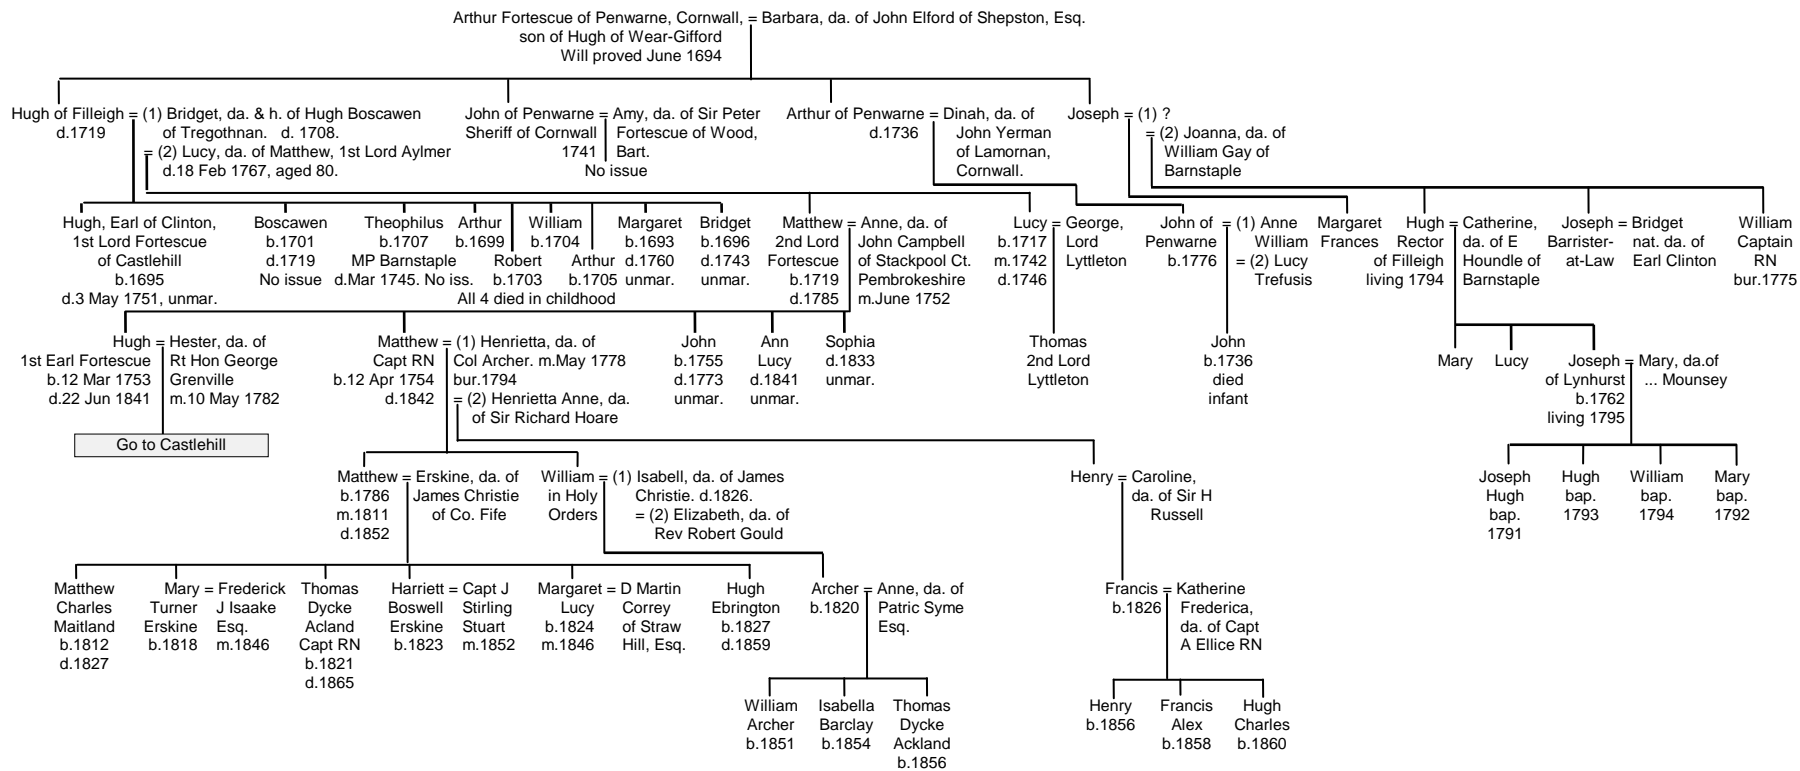 Arthur Fortescue of Penwarne, Cornwall, = Barbara, da. of John Elford of Shepston, Esq.
son of Hugh of Wear-Gifford
Will proved June 1694
Hugh of Filleigh = (1) Bridget, da. & h. of Hugh Boscawen
d.1719
of Tregothnan. d. 1708.
= (2) Lucy, da. of Matthew, 1st Lord Aylmer
d.18 Feb 1767, aged 80.
John of Penwarne = Amy, da. of Sir Peter
Sheriff of Cornwall
1741
Fortescue of Wood,
Bart.
No issue
Arthur of Penwarne = Dinah, da. of
d.1736
John Yerman
of Lamornan,
Cornwall.
Joseph = (1) ?
= (2) Joanna, da. of
William Gay of
Barnstaple
Hugh, Earl of Clinton,
1st Lord Fortescue
of Castlehill
b.1695
d.3 May 1751, unmar.
Boscawen
b.1701
d.1719
No issue
Theophilus
b.1707
MP Barnstaple
d.Mar 1745. No iss.
Arthur
b.1699
Robert
b.1703
William
b.1704
Arthur
b.1705
All 4 died in childhood
Margaret
b.1693
d.1760
unmar.
Bridget
b.1696
d.1743
unmar.
Matthew = Anne, da. of
2nd Lord
Fortescue
b.1719
d.1785
John Campbell
of Stackpool Ct.
Pembrokeshire
m.June 1752
Lucy = George,
b.1717
m.1742
d.1746
Lord
Lyttleton
John of = (1) Anne
Penwarne
b.1776
William
= (2) Lucy
Trefusis
Margaret
Frances
Hugh = Catherine,
Rector
of Filleigh
living 1794
da. of E
Houndle of
Barnstaple
Joseph = Bridget
Barrister-
at-Law
nat. da. of
Earl Clinton
William
Captain
RN
bur.1775
Hugh = Hester, da. of
1st Earl Fortescue
b.12 Mar 1753
d.22 Jun 1841
Rt Hon George
Grenville
m.10 May 1782
Go to Castlehill
Matthew = (1) Henrietta, da. of
Capt RN
b.12 Apr 1754
d.1842
Col Archer. m.May 1778
bur.1794
= (2) Henrietta Anne, da.
of Sir Richard Hoare
John
b.1755
d.1773
unmar.
Ann
Lucy
d.1841
unmar.
Sophia
d.1833
unmar.
Thomas
2nd Lord
Lyttleton
John
b.1736
died
infant
Mary
Lucy
Joseph = Mary, da.of
of Lynhurst
b.1762
living 1795
... Mounsey
Matthew = Erskine, da. of
b.1786
m.1811
d.1852
James Christie
of Co. Fife
William = (1) Isabell, da. of James
in Holy
Orders
Christie. d.1826.
= (2) Elizabeth, da. of
Rev Robert Gould
Henry = Caroline,
da. of Sir H
Russell
Joseph
Hugh
bap.
1791
Hugh
bap.
1793
William
bap.
1794
Mary
bap.
1792
Matthew
Charles
Maitland
b.1812
d.1827
Mary = Frederick
Turner
Erskine
b.1818
J Isaake
Esq.
m.1846
Thomas
Dycke
Acland
Capt RN
b.1821
d.1865
Harriett = Capt J
Boswell
Erskine
b.1823
Stirling
Stuart
m.1852
Margaret = D Martin
Lucy
b.1824
m.1846
Correy
of Straw
Hill, Esq.
Hugh
Ebrington
b.1827
d.1859
Archer = Anne, da. of
b.1820
Patric Syme
Esq.
Francis = Katherine
b.1826
Frederica,
da. of Capt
A Ellice RN
William
Archer
b.1851
Isabella
Barclay
b.1854
Thomas
Dycke
Ackland
b.1856
Henry
b.1856
Francis
Alex
b.1858
Hugh
Charles
b.1860